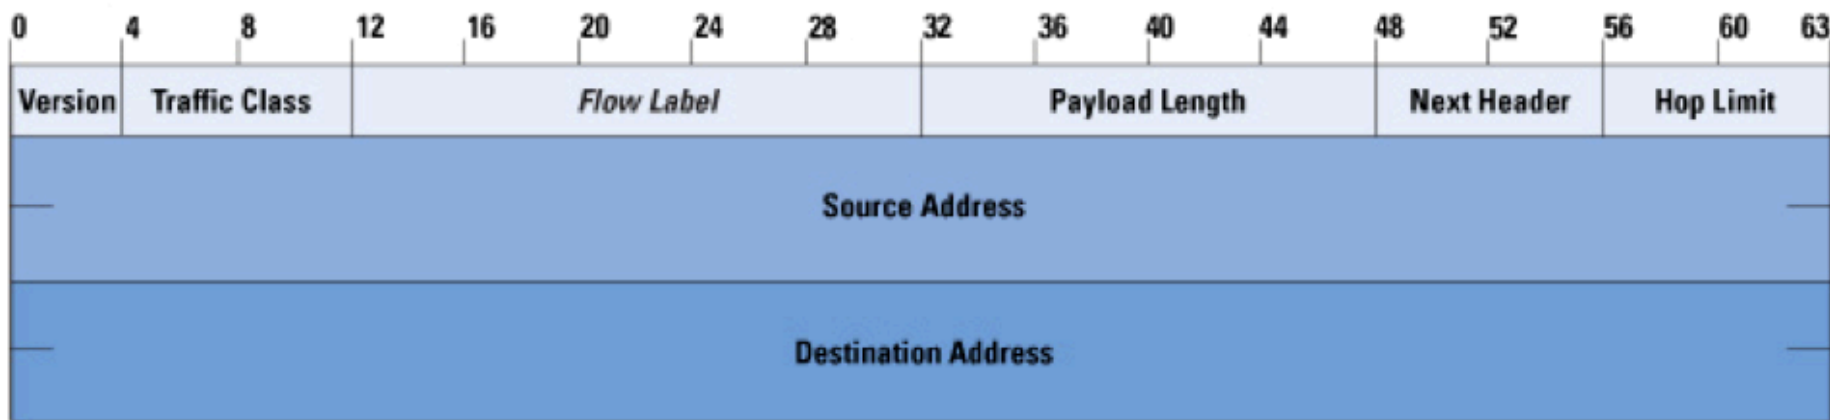 0 4 8 12 16 20 24 28 32 36 40 44 48 52 56 60 63
Version Traffic Class Flow Label Payload Length Next Header Hop Limit
Source Address
Destination Address